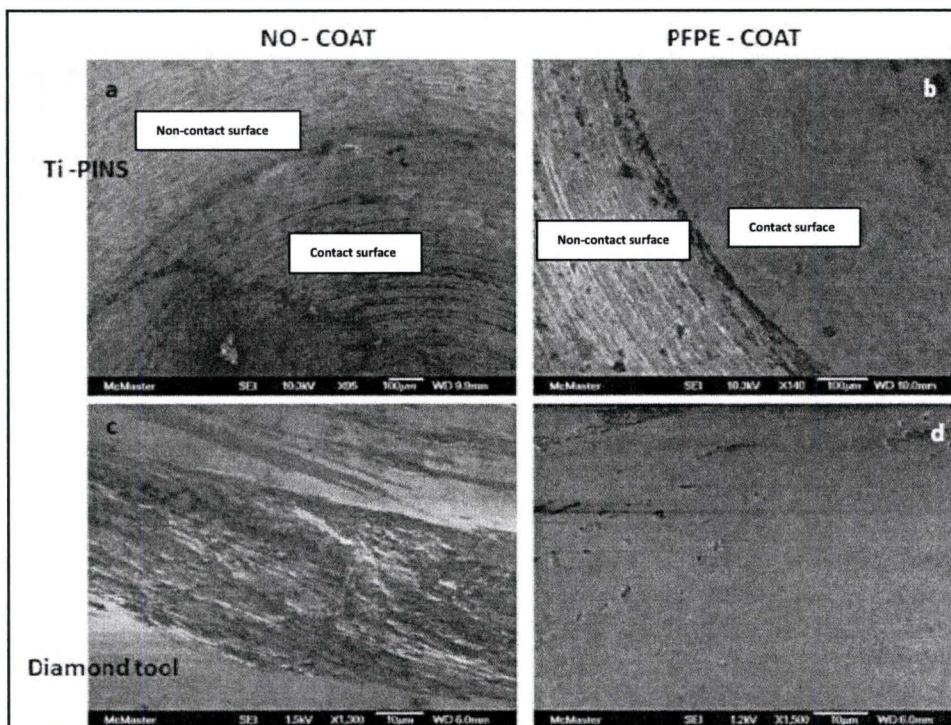 NO - COAT
PFPE - COAT
a
b
Non-contact surface
Ti -PINS
Contact surface
Non-contact surface
Contact surface
McMaster SEI 10.0kV X95 100µm WD 9.9mm
McMaster SEI 10.0kV X140 100µm WD 10.0mm
c
d
Diamond tool
McMaster SEI 1.5kV 10µm WD 6.0mm
McMaster SEI 1.2kV X1,500 10µm WD 6.0mm